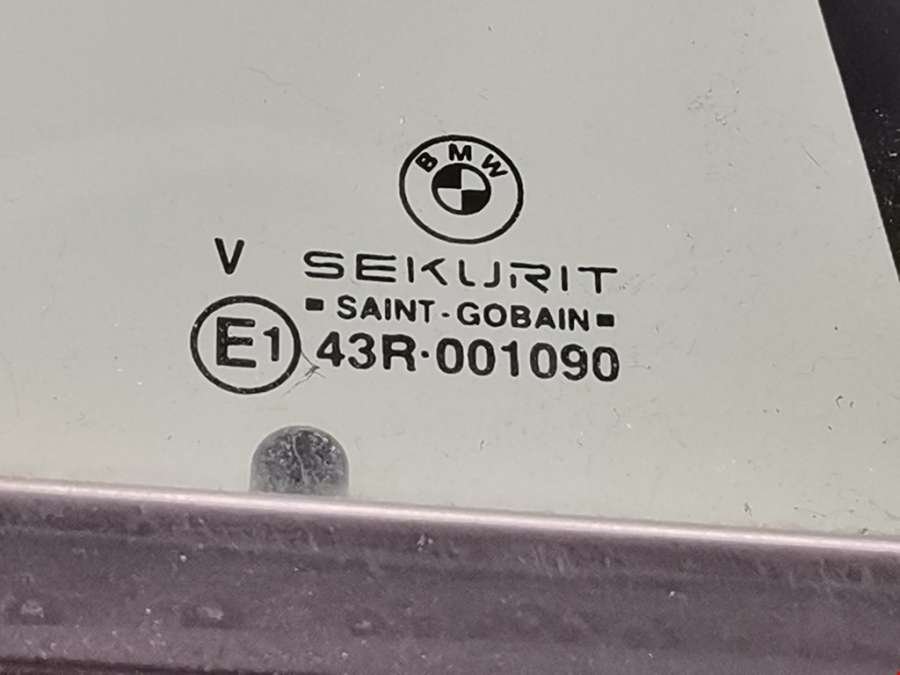 BMW
V SEKURIT
SAINT-GOBAIN
E1 43R·001090